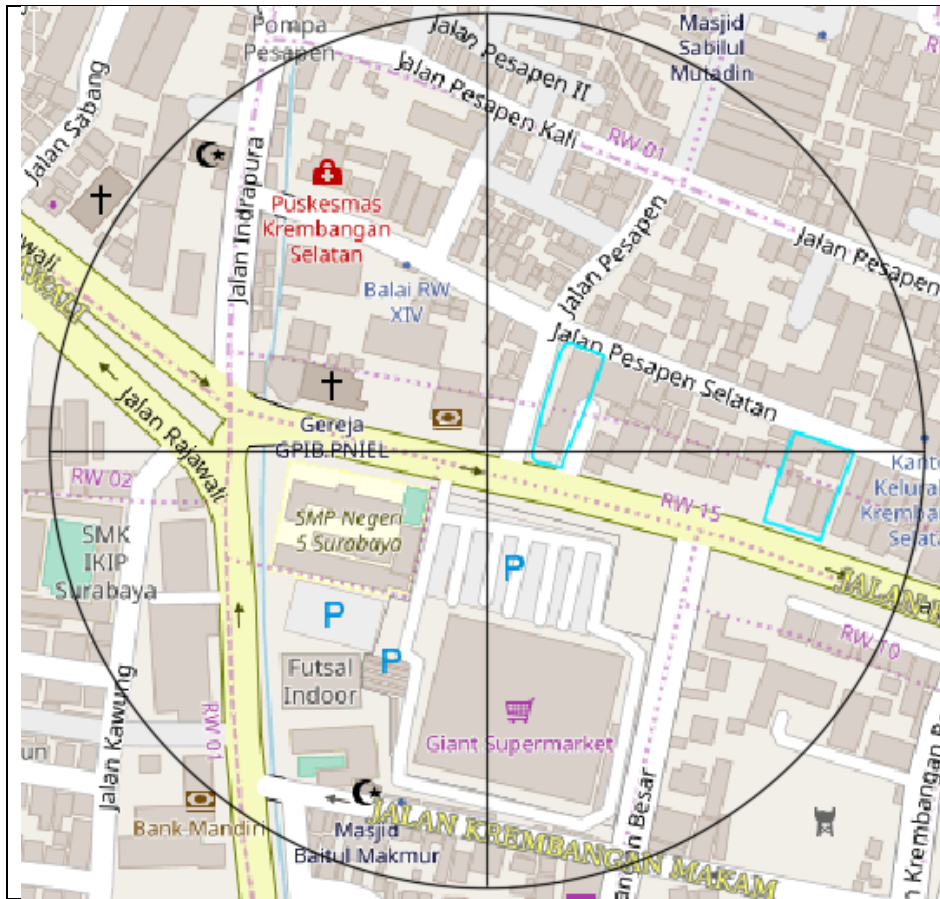 Pompa
Pesapen
Jalan Pesapen II
Masjid
Sabilul
Mutadin
Jalan Sabang
Jalan Pesapen Kali
RW 01
Jalan Indrapura
Puskesmas
Krembangan
Selatan
Jalan Pesapen
Jalan Pesapen
Balai RW
XIV
Jalan Pesapen Selatan
Jalan Rajawali
Gereja
GPIB.PNIEL
RW 02
RW 15
SMP Negeri
5 Surabaya
SMK
IKIP
Surabaya
P
P
P
RW 10
Futsal
Indoor
Jalan Kawung
RW 01
Giant Supermarket
Bank Mandiri
Masjid
Baitul Makmur
JALAN KREMBANGAN MAKAM